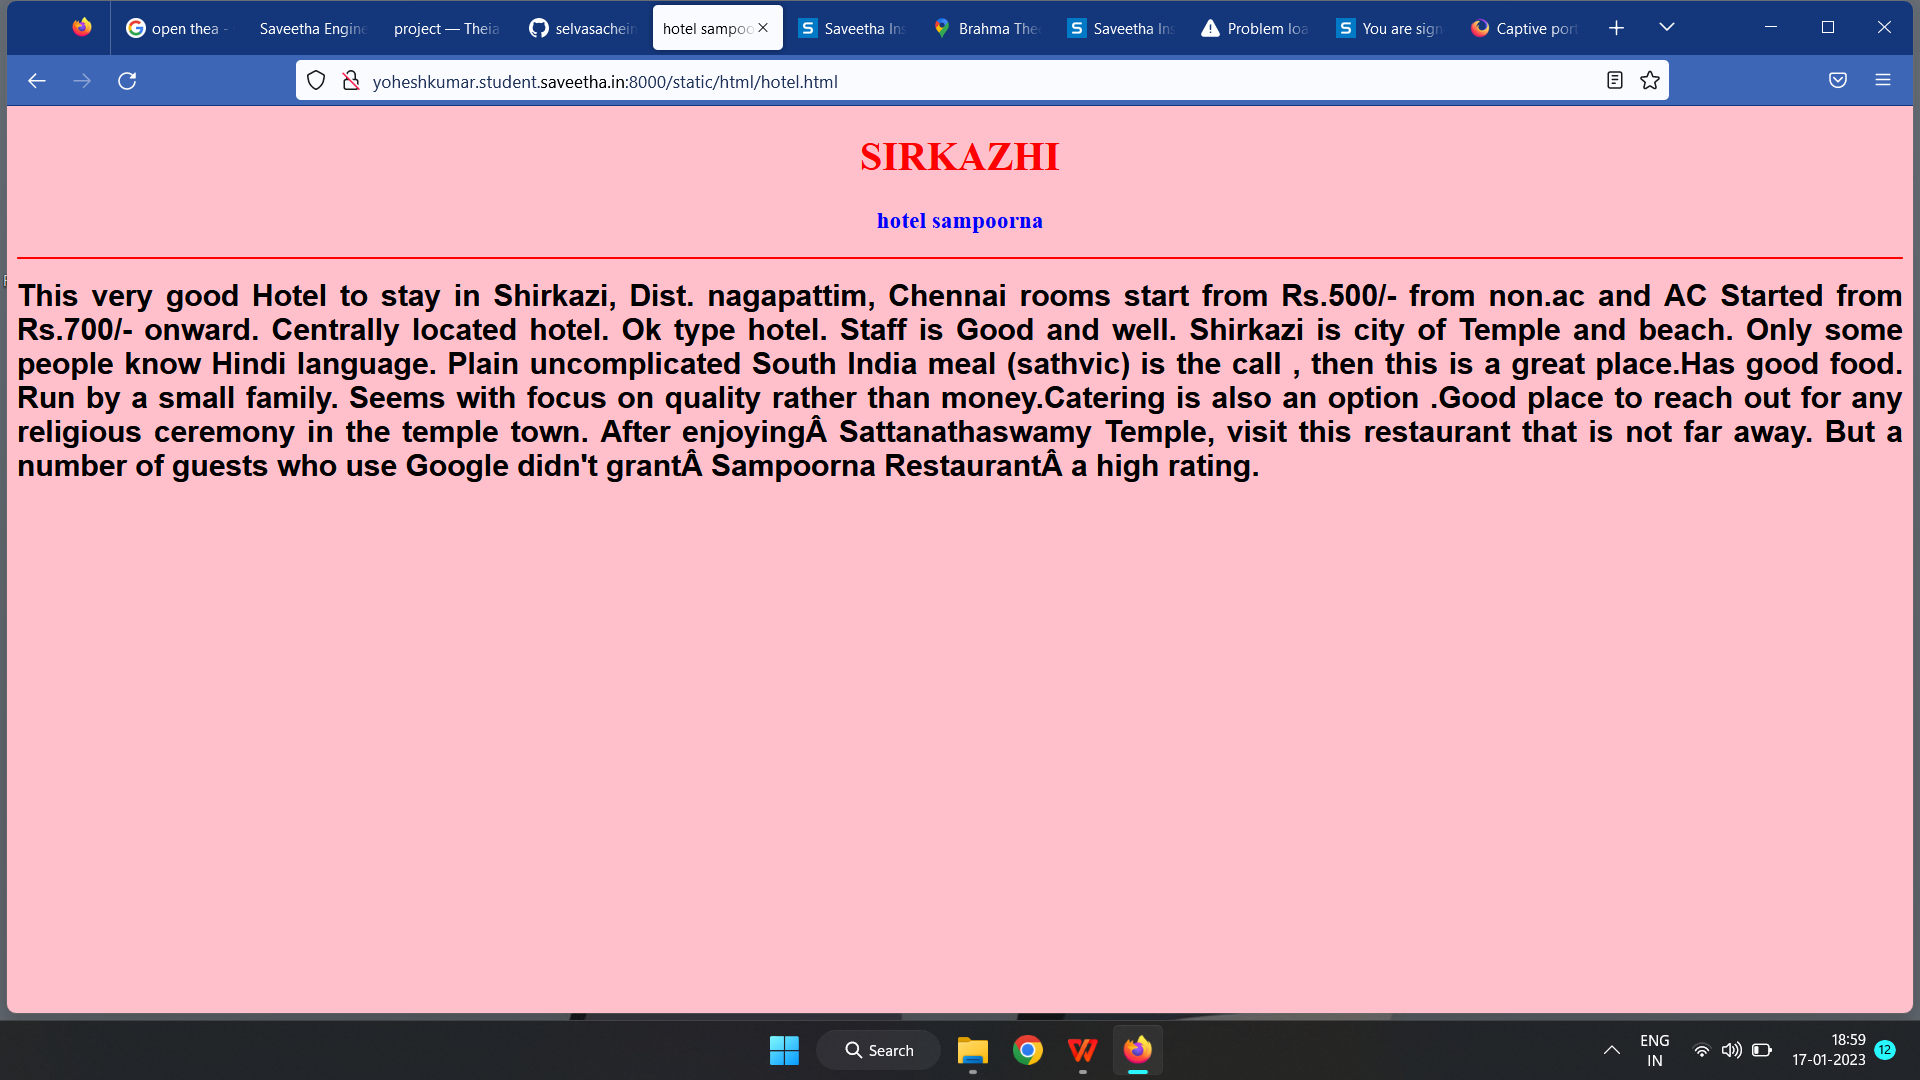 open thea -
Saveetha Engine
project — Theia
selvasachein
hotel sampoo
Saveetha Ins
Brahma The
Saveetha Ins
Problem loa
You are sign
Captive port
yoheshkumar.student.saveetha.in:8000/static/html/hotel.html
SIRKAZHI
hotel sampoorna
This very good Hotel to stay in Shirkazi, Dist. nagapattim, Chennai rooms start from Rs.500/- from non.ac and AC Started from
Rs.700/- onward. Centrally located hotel. Ok type hotel. Staff is Good and well. Shirkazi is city of Temple and beach. Only some
people know Hindi language. Plain uncomplicated South India meal (sathvic) is the call , then this is a great place.Has good food.
Run by a small family. Seems with focus on quality rather than money.Catering is also an option .Good place to reach out for any
religious ceremony in the temple town. After enjoyingÂ Sattanathaswamy Temple, visit this restaurant that is not far away. But a
number of guests who use Google didn't grantÂ Sampoorna RestaurantÂ a high rating.
Search
ENG
IN
18:59
17-01-2023
12